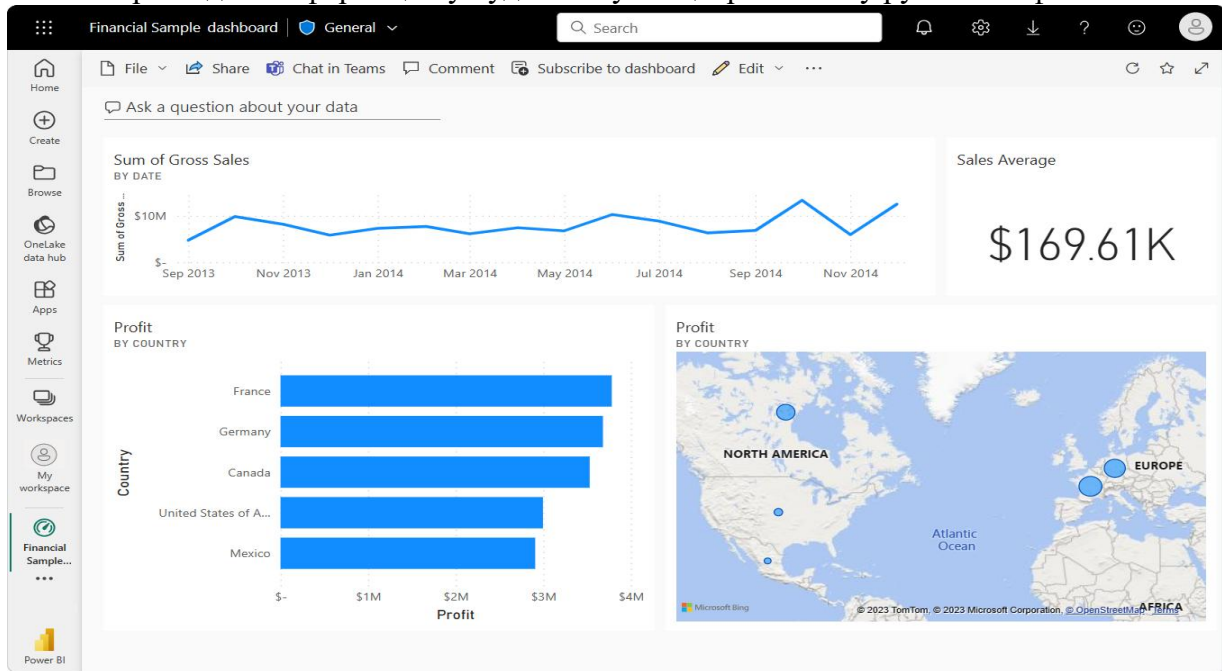 Financial Sample dashboard | General
Search
Home
Create
Browse
OneLake
data hub
Apps
Metrics
Workspaces
My
workspace
Financial
Sample...
Power BI
File
Share
Chat in Teams
Comment
Subscribe to dashboard
Edit
...
Ask a question about your data
Sum of Gross Sales
BY DATE
Sum of Gross ...
$10M
$-
Sep 2013 Nov 2013 Jan 2014 Mar 2014 May 2014 Jul 2014 Sep 2014 Nov 2014
Sales Average
$169.61K
Profit
BY COUNTRY
Country
France
Germany
Canada
United States of A...
Mexico
$- $1M $2M $3M $4M
Profit
Profit
BY COUNTRY
NORTH AMERICA
EUROPE
Atlantic
Ocean
AFRICA
Microsoft Bing
© 2023 TomTom, © 2023 Microsoft Corporation, © OpenStreetMap Terms